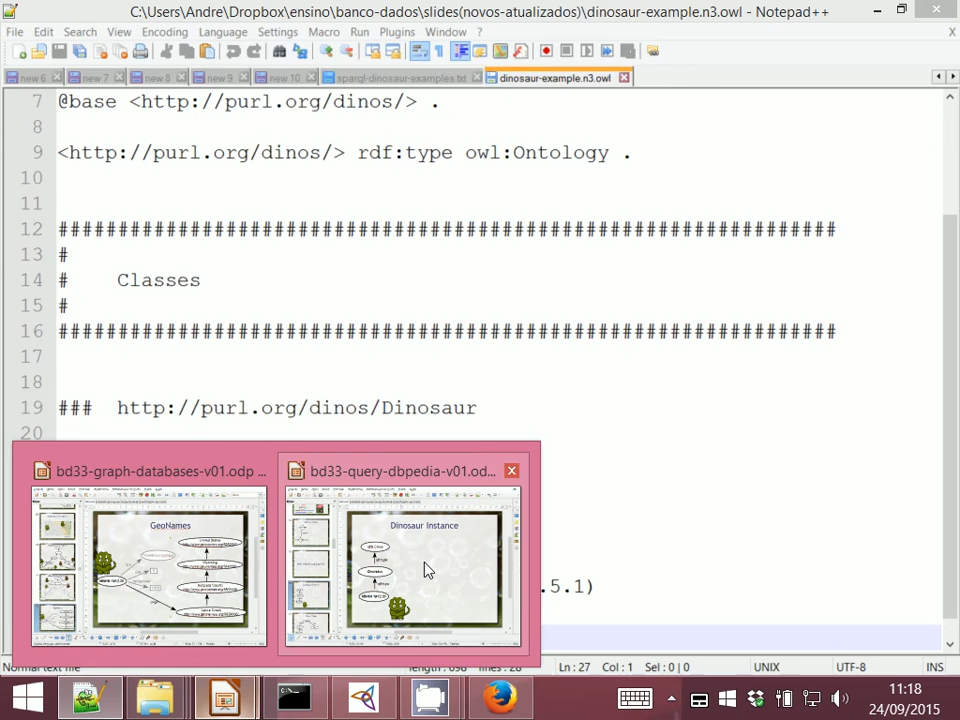 C:\Users\Andre\Dropbox\ensino\banco-dados\slides(novos-atualizados)\dinosaur-example.n3.owl - Notepad++
File Edit Search View Encoding Language Settings Macro Run Plugins Window ? X
new 6 new 7 new 8 new 9 new 10 sparql-dinosaur-examples.txt dinosaur-example.n3.owl
7 @base <http://purl.org/dinos/> .
8
9 <http://purl.org/dinos/> rdf:type owl:Ontology .
10
11
12 #################################################################
13 #
14 # Classes
15 #
16 #################################################################
17
18
19 ### http://purl.org/dinos/Dinosaur
20
bd33-graph-databases-v01.odp ... bd33-query-dbpedia-v01.od...
GeoNames
Dinosaur Instance
.5.1)
Normal text file length : 698 lines : 28 Ln : 27 Col : 1 Sel : 0 | 0 UNIX UTF-8 INS
11:18
24/09/2015